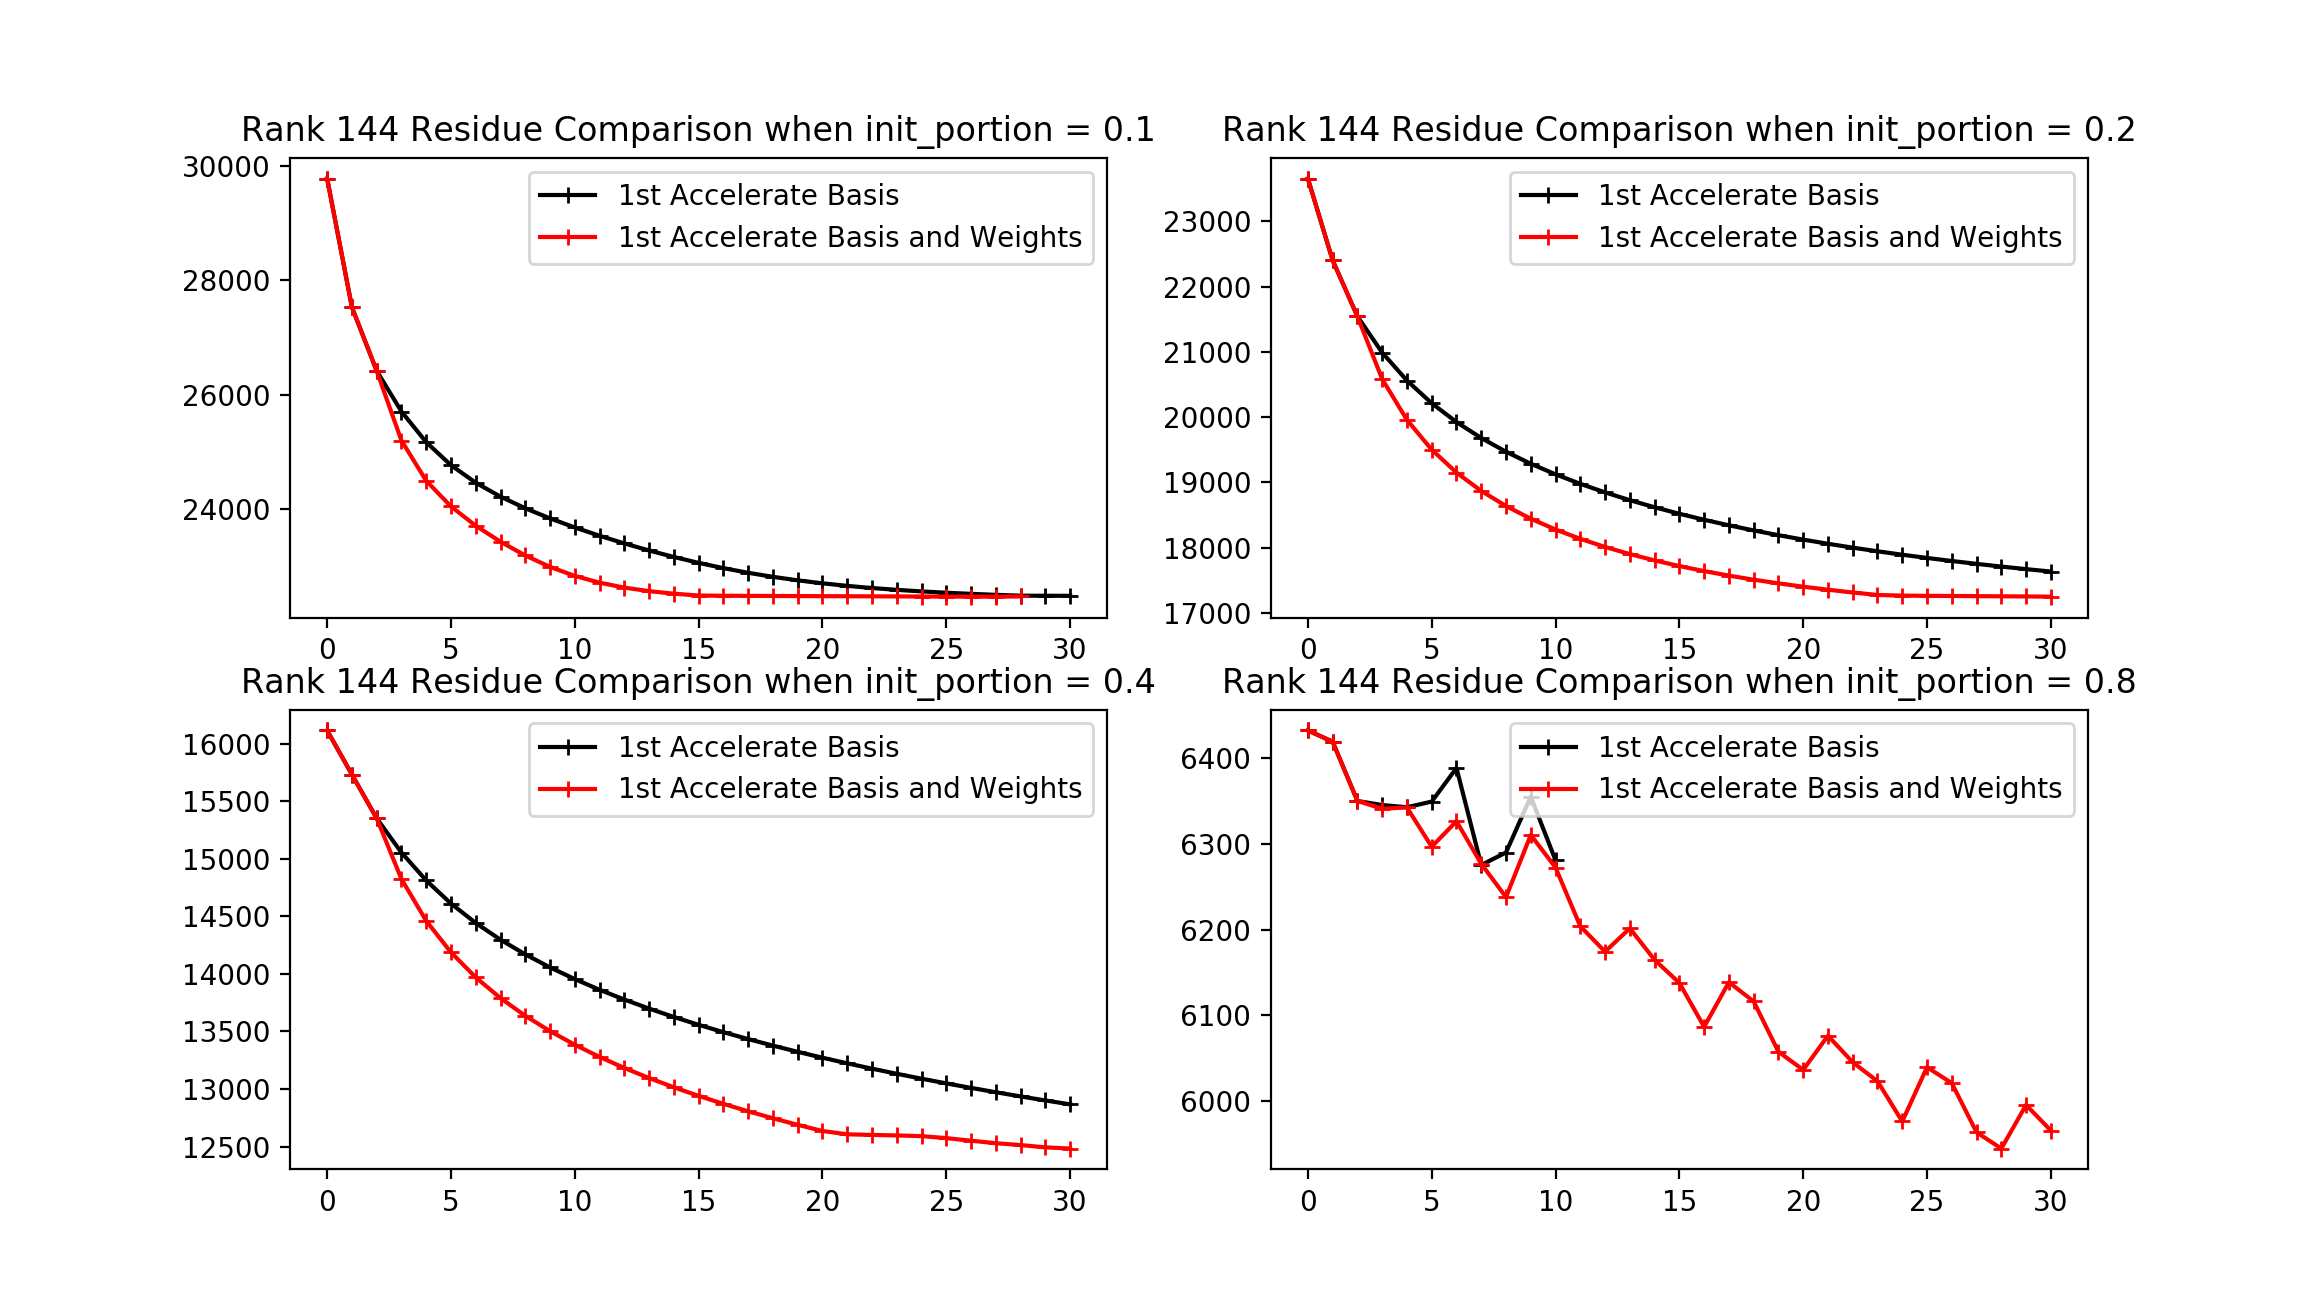 Rank 144 Residue Comparison when init_portion = 0.1
30000
28000
26000
24000
0 5 10 15 20 25 30
1st Accelerate Basis
1st Accelerate Basis and Weights
Rank 144 Residue Comparison when init_portion = 0.2
23000
22000
21000
20000
19000
18000
17000
0 5 10 15 20 25 30
1st Accelerate Basis
1st Accelerate Basis and Weights
Rank 144 Residue Comparison when init_portion = 0.4
16000
15500
15000
14500
14000
13500
13000
12500
0 5 10 15 20 25 30
1st Accelerate Basis
1st Accelerate Basis and Weights
Rank 144 Residue Comparison when init_portion = 0.8
6400
6300
6200
6100
6000
0 5 10 15 20 25 30
1st Accelerate Basis
1st Accelerate Basis and Weights